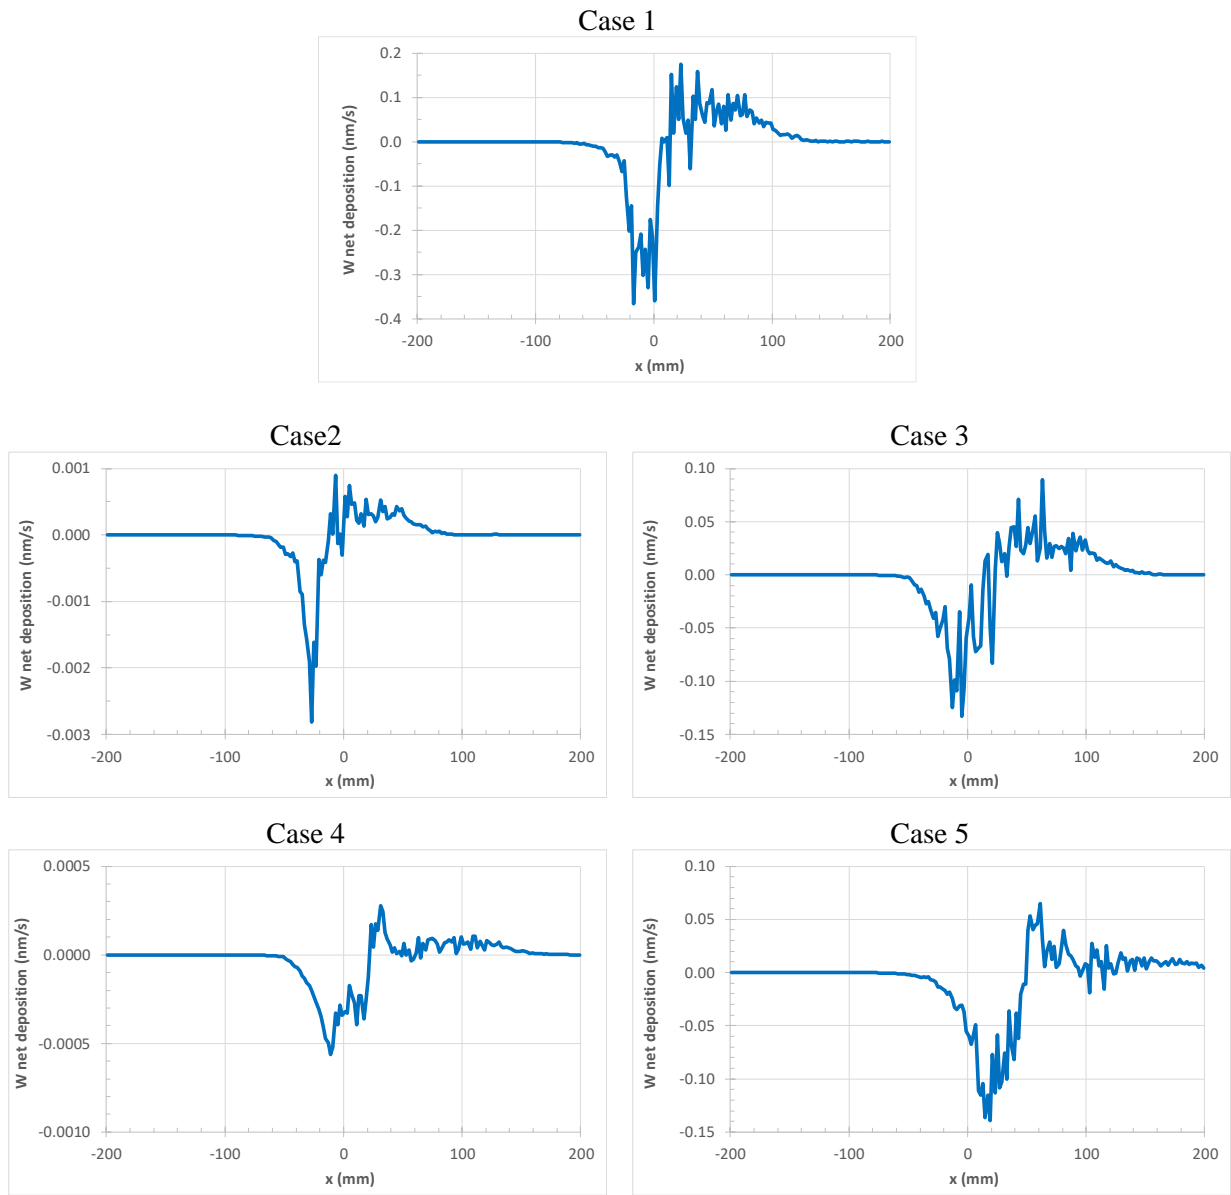 Case 1
0.2
0.1
0.0
-0.1
-0.2
-0.3
-0.4
W net deposition (nm/s)
-200 -100 0 100 200
x (mm)
Case2
0.001
0.000
-0.001
-0.002
-0.003
W net deposition (nm/s)
-200 -100 0 100 200
x (mm)
Case 3
0.10
0.05
0.00
-0.05
-0.10
-0.15
W net deposition (nm/s)
-200 -100 0 100 200
x (mm)
Case 4
0.0005
0.0000
-0.0005
-0.0010
W net deposition (nm/s)
-200 -100 0 100 200
x (mm)
Case 5
0.10
0.05
0.00
-0.05
-0.10
-0.15
W net deposition (nm/s)
-200 -100 0 100 200
x (mm)